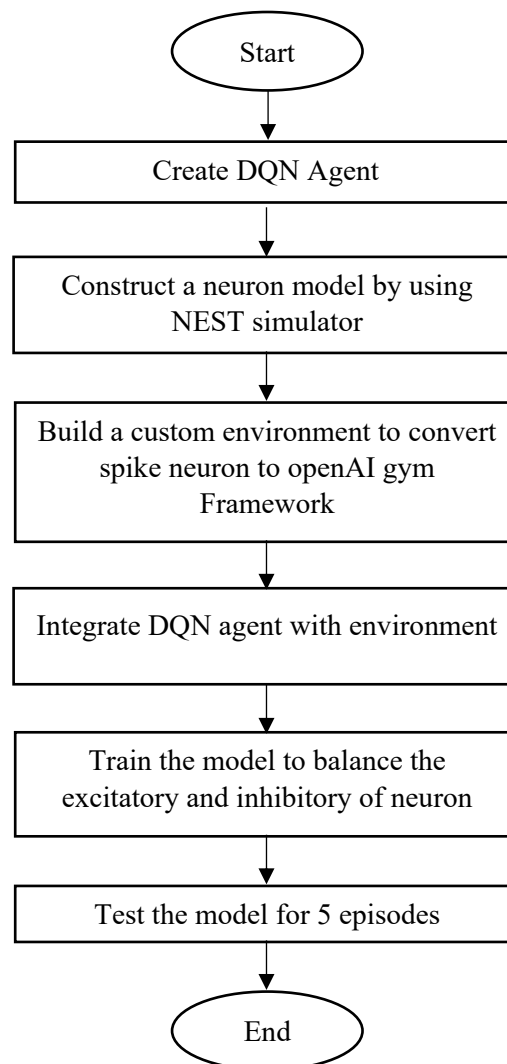 Start
Create DQN Agent
Construct a neuron model by using
NEST simulator
Build a custom environment to convert
spike neuron to openAI gym
Framework
Integrate DQN agent with environment
Train the model to balance the
excitatory and inhibitory of neuron
Test the model for 5 episodes
End